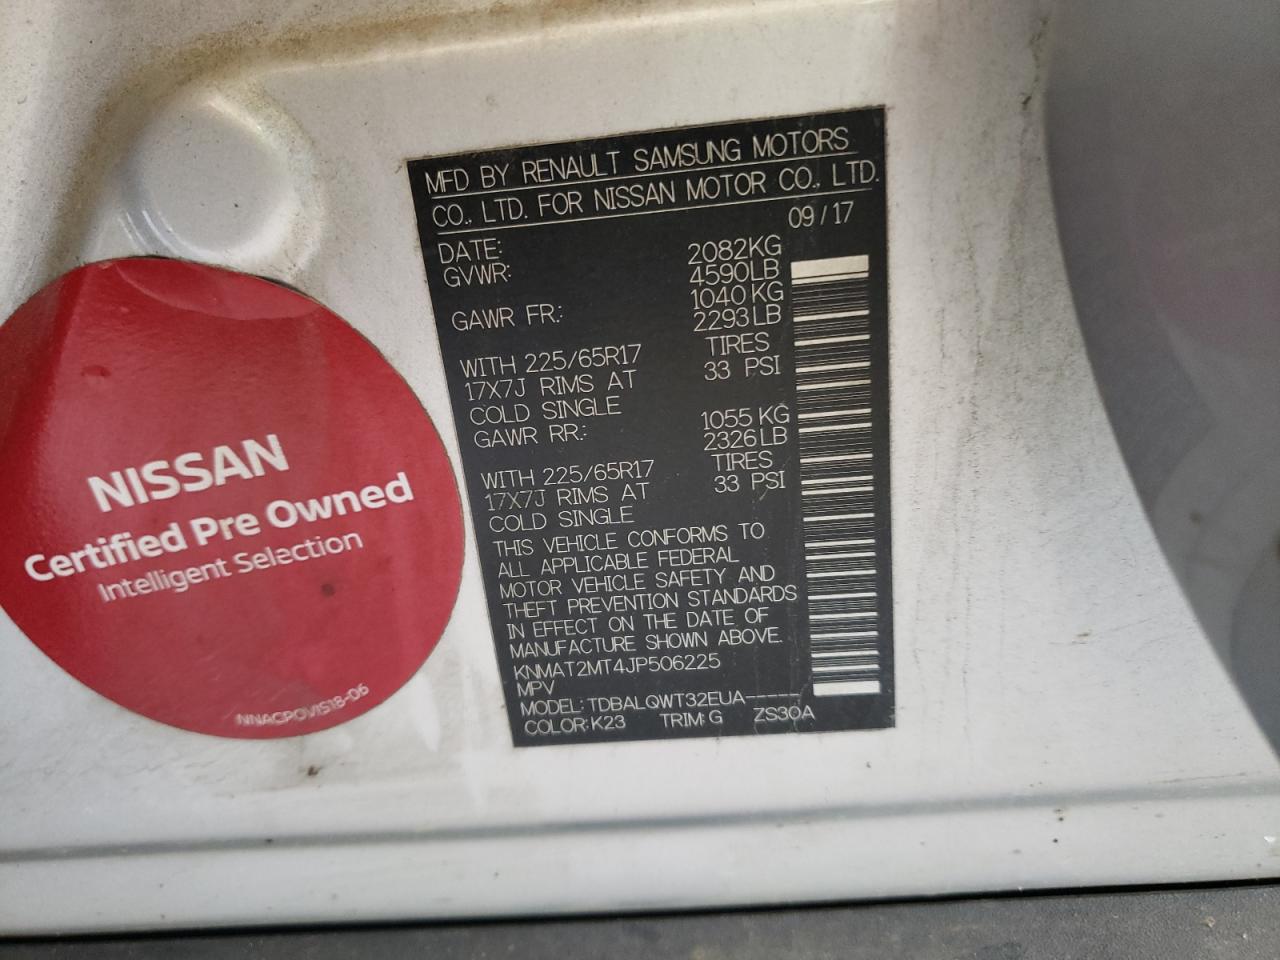 MFD BY RENAULT SAMSUNG MOTORS
CO., LTD. FOR NISSAN MOTOR CO., LTD.
DATE: 09/17
GVWR: 2082KG
4590LB
GAWR FR: 1040KG
2293LB
WITH 225/65R17 TIRES
17X7J RIMS AT 33 PSI
COLD SINGLE
GAWR RR: 1055KG
2326LB
WITH 225/65R17 TIRES
17X7J RIMS AT 33 PSI
COLD SINGLE
THIS VEHICLE CONFORMS TO
ALL APPLICABLE FEDERAL
MOTOR VEHICLE SAFETY AND
THEFT PREVENTION STANDARDS
IN EFFECT ON THE DATE OF
MANUFACTURE SHOWN ABOVE.
KNMAT2MT4JP506225
MPV
MODEL: TDBALQWT32EUA-----
COLOR: K23 TRIM: G ZS30A
NISSAN
Certified Pre Owned
Intelligent Selection
NNACPOVIS18-06